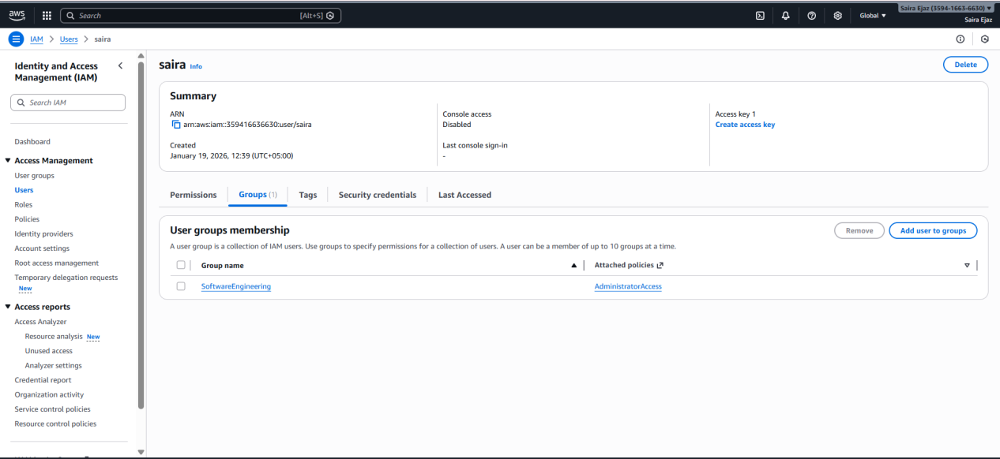 aws
Search [Alt+S]
Global
Saira Ejaz (3594-1663-6630)
Saira Ejaz
IAM > Users > saira
Identity and Access
Management (IAM)
Search IAM
Dashboard
Access Management
User groups
Users
Roles
Policies
Identity providers
Account settings
Root access management
Temporary delegation requests
New
Access reports
Access Analyzer
Resource analysis New
Unused access
Analyzer settings
Credential report
Organization activity
Service control policies
Resource control policies
saira Info
Delete
Summary
ARN
arn:aws:iam::359416636630:user/saira
Created
January 19, 2026, 12:39 (UTC+05:00)
Console access
Disabled
Last console sign-in
-
Access key 1
Create access key
Permissions Groups (1) Tags Security credentials Last Accessed
User groups membership
Remove Add user to groups
A user group is a collection of IAM users. Use groups to specify permissions for a collection of users. A user can be a member of up to 10 groups at a time.
Group name Attached policies
SoftwareEngineering AdministratorAccess